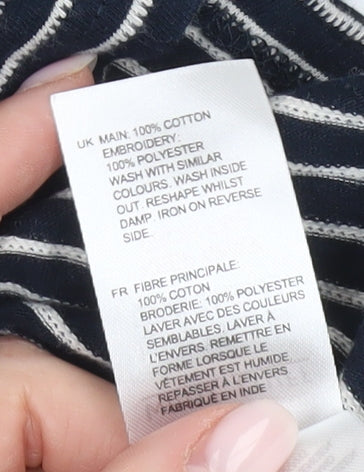 UK MAIN: 100% COTTON
EMBROIDERY:
100% POLYESTER
WASH WITH SIMILAR
COLOURS. WASH INSIDE
OUT. RESHAPE WHILST
DAMP. IRON ON REVERSE
SIDE.
FR FIBRE PRINCIPALE:
100% COTON
BRODERIE: 100% POLYESTER
LAVER AVEC DES COULEURS
SEMBLABLES. LAVER À
L'ENVERS. REMETTRE EN
FORME LORSQUE LE
VÊTEMENT EST HUMIDE,
REPASSER À L'ENVERS
FABRIQUÉ EN INDE